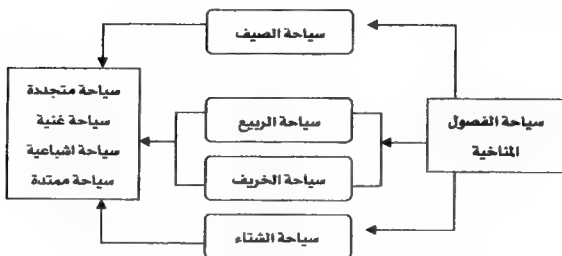 سياحة الصيف
سياحة الفصول
المناخية
سياحة الربيع
سياحة الخريف
سياحة الشتاء
سياحة متجددة
سياحة غنية
سياحة اشباعية
سياحة ممتدة